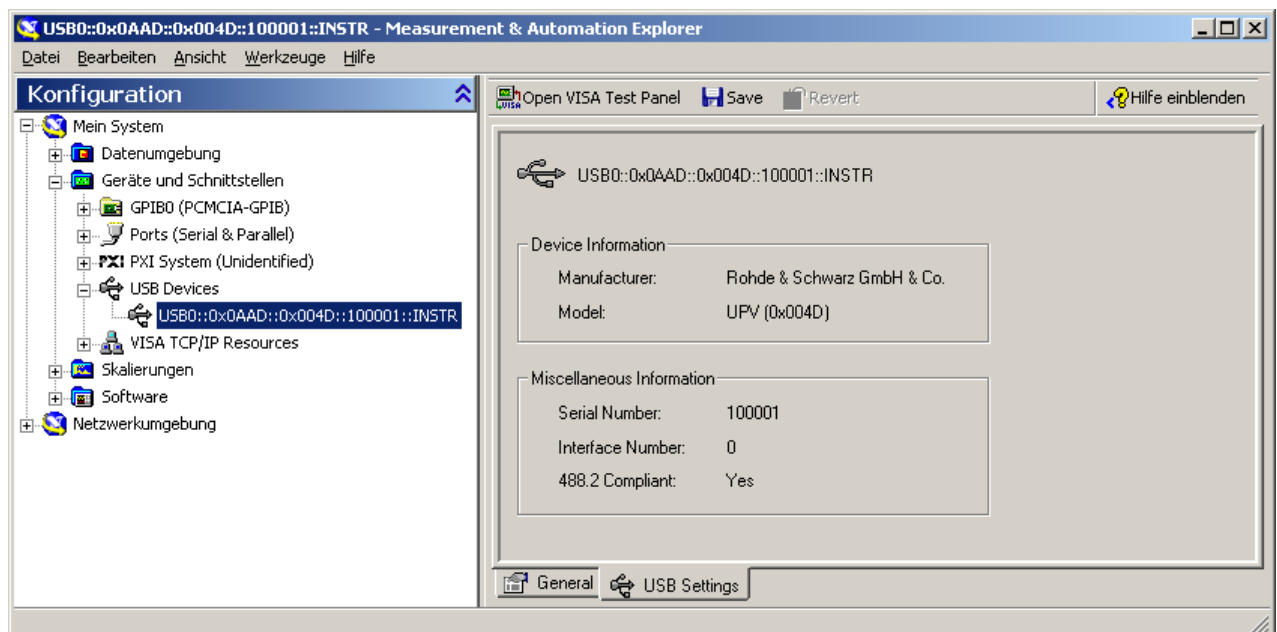 USB0::0x0AAD::0x004D::100001::INSTR - Measurement & Automation Explorer
Datei Bearbeiten Ansicht Werkzeuge Hilfe
Konfiguration
Mein System
Datenumgebung
Geräte und Schnittstellen
GPIB0 (PCMCIA-GPIB)
Ports (Serial & Parallel)
PXI PXI System (Unidentified)
USB Devices
USB0::0x0AAD::0x004D::100001::INSTR
VISA TCP/IP Resources
Skalierungen
Software
Netzwerkumgebung
VISA Open VISA Test Panel Save Revert Hilfe einblenden
USB0::0x0AAD::0x004D::100001::INSTR
Device Information
Manufacturer: Rohde & Schwarz GmbH & Co.
Model: UPV (0x004D)
Miscellaneous Information
Serial Number: 100001
Interface Number: 0
488.2 Compliant: Yes
General USB Settings